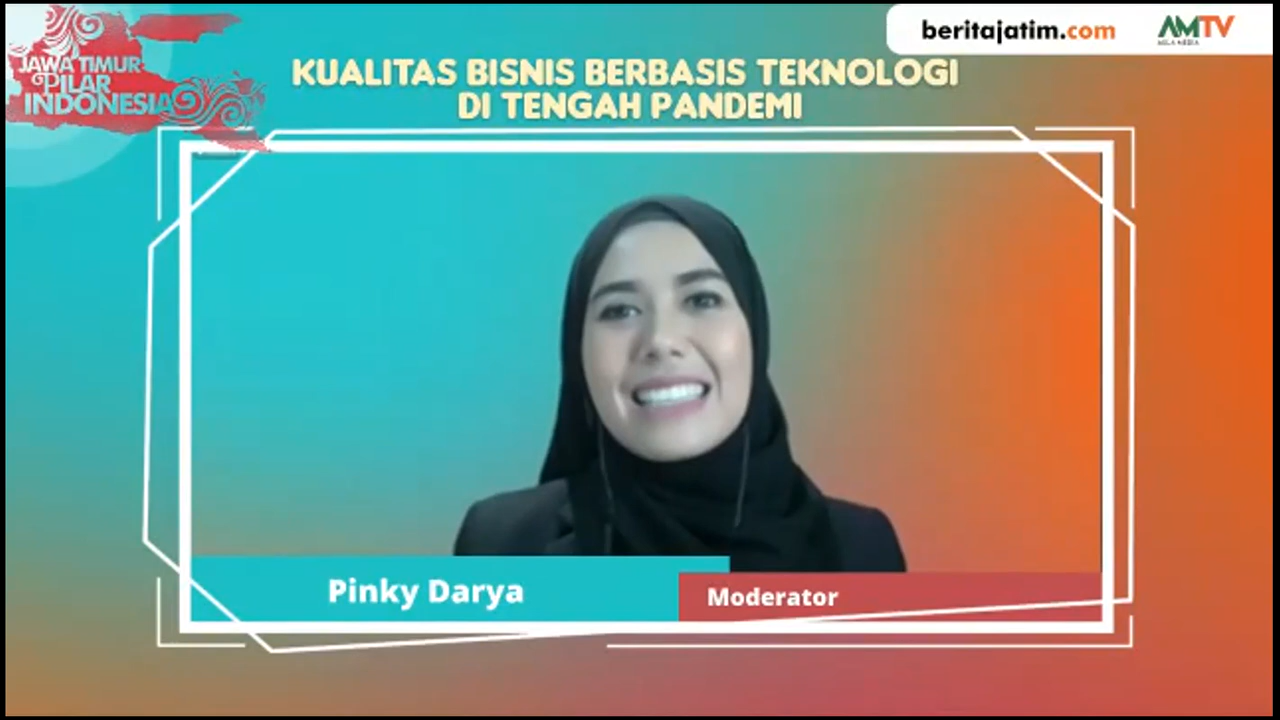 JAWA TIMUR
PILAR
INDONESIA
beritajatim.com
AMTV
KUALITAS BISNIS BERBASIS TEKNOLOGI
DI TENGAH PANDEMI
Pinky Darya
Moderator